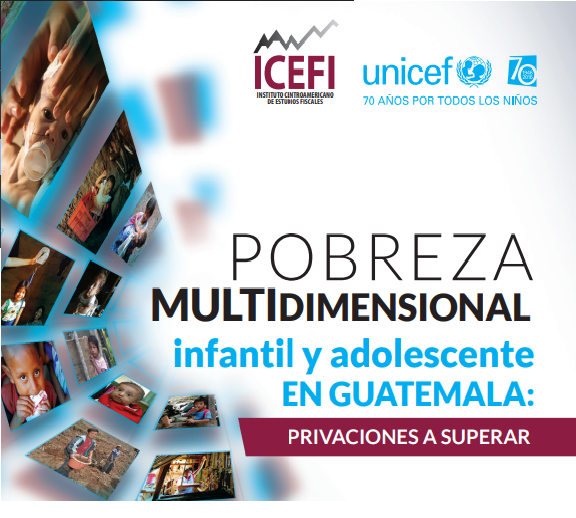 ICEFI
INSTITUTO CENTROAMERICANO
DE ESTUDIOS FISCALES
unicef
70 AÑOS POR TODOS LOS NIÑOS
POBREZA
MULTIDIMENSIONAL
infantil y adolescente
EN GUATEMALA:
PRIVACIONES A SUPERAR